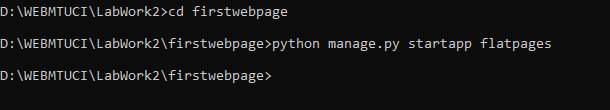 D:\WEBMTUCI\LabWork2>cd firstwebpage
D:\WEBMTUCI\LabWork2\firstwebpage>python manage.py startapp flatpages
D:\WEBMTUCI\LabWork2\firstwebpage>